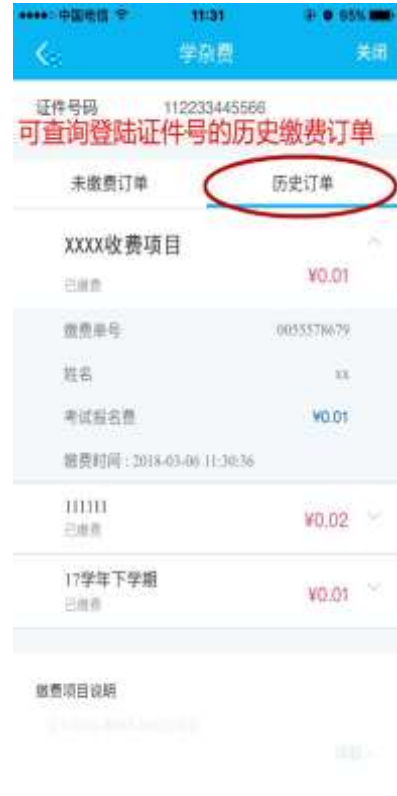 中国电信 11:31 95%
学杂费 关闭
证件号码 112233445566
可查询登陆证件号的历史缴费订单
未缴费订单 历史订单
XXXX收费项目
已缴费 ¥0.01
缴费单号 0055578679
姓名 xx
考试报名费 ¥0.01
缴费时间：2018-03-06 11:30:36
111111
已缴费 ¥0.02
17学年下学期
已缴费 ¥0.01
缴费项目说明